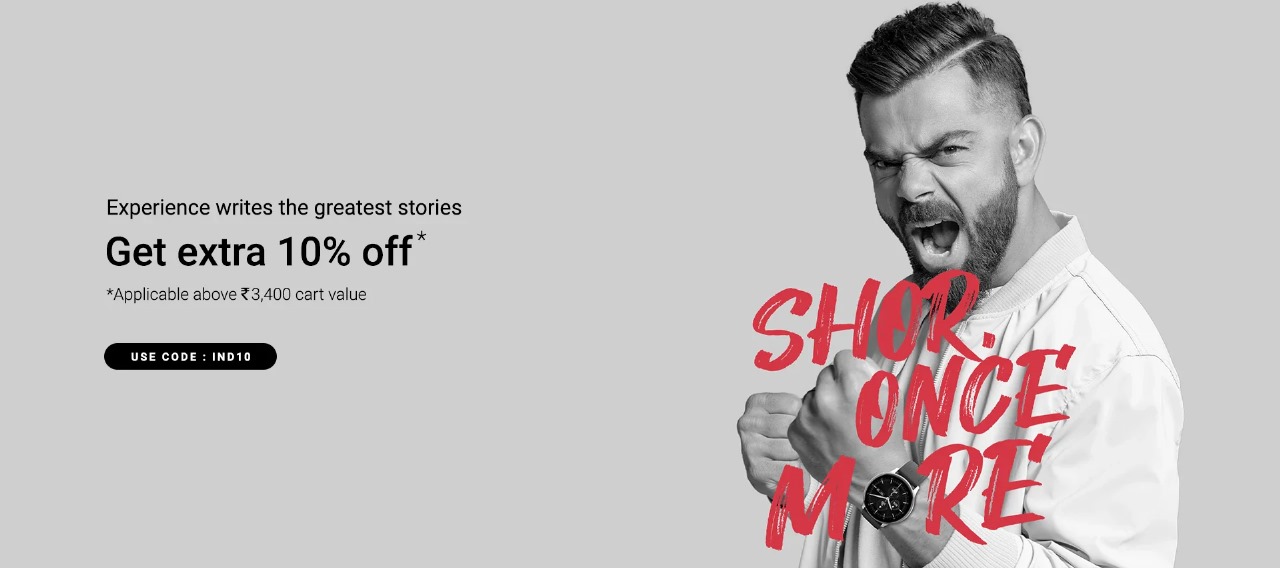 Experience writes the greatest stories
Get extra 10% off*
*Applicable above ₹3,400 cart value
USE CODE : IND10
SHOR.
ONCE
M RE